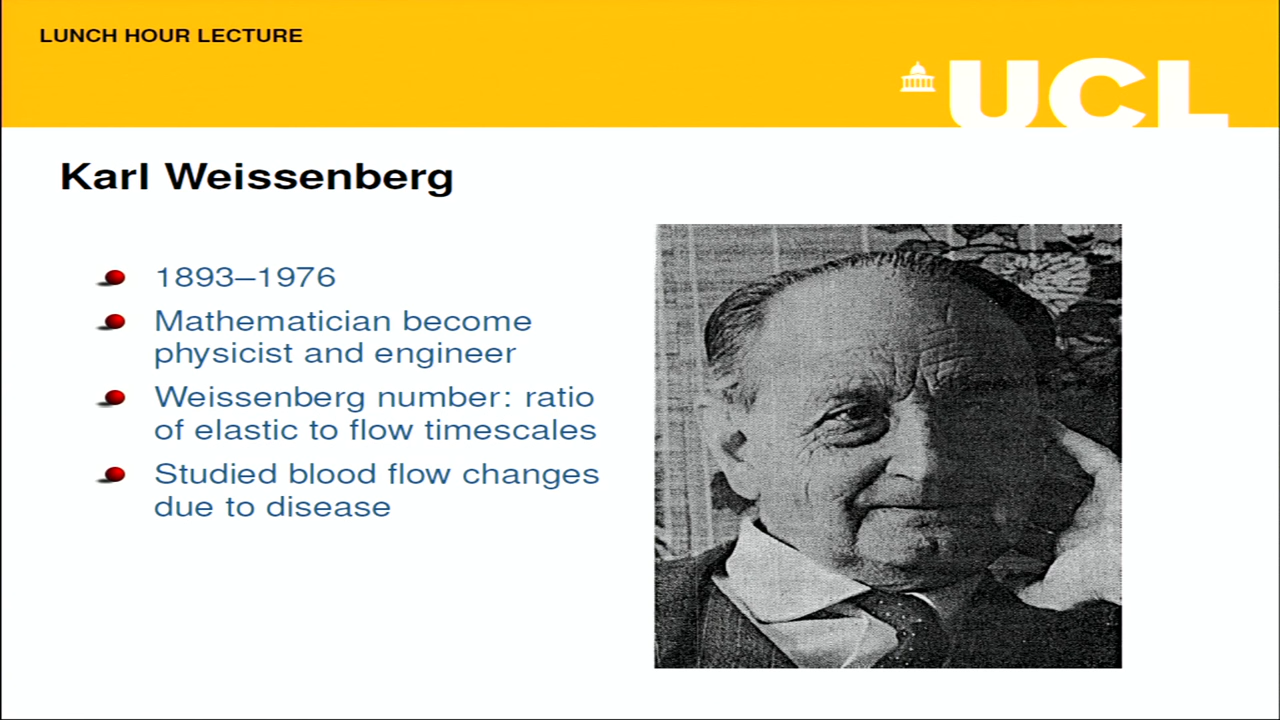 LUNCH HOUR LECTURE
UCL
Karl Weissenberg
1893–1976
Mathematician become
physicist and engineer
Weissenberg number: ratio
of elastic to flow timescales
Studied blood flow changes
due to disease